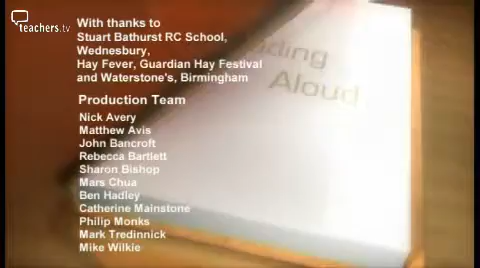 teachers.tv
With thanks to
Stuart Bathurst RC School,
Wednesbury,
Hay Fever, Guardian Hay Festival
and Waterstone's, Birmingham
Production Team
Nick Avery
Matthew Avis
John Bancroft
Rebecca Bartlett
Sharon Bishop
Mars Chua
Ben Hadley
Catherine Mainstone
Philip Monks
Mark Tredinnick
Mike Wilkie
Aloud